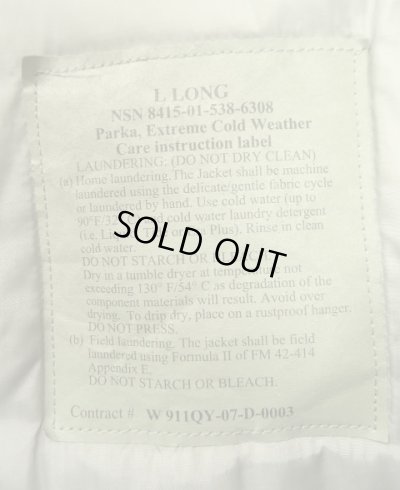 L LONG
NSN 8415-01-538-6308
Parka, Extreme Cold Weather
Care instruction label
LAUNDERING: (DO NOT DRY CLEAN)
(a) Home laundering. The Jacket shall be machine
laundered using the delicate/gentle fabric cycle
or laundered by hand. Use cold water (up to
90°F/3 cold water laundry detergent
(i.e. Plus). Rinse in clean
cold water.
SOLD OUT
DO NOT STARCH OR
Dry in a tumble dryer at not
exceeding 130° F/54° C as degradation of the
component materials will result. Avoid over
drying. To drip dry, place on a rustproof hanger.
DO NOT PRESS.
(b) Field laundering. The jacket shall be field
laundered using Formula II of FM 42-414
Appendix E.
DO NOT STARCH OR BLEACH.
Contract # W 911QY-07-D-0003